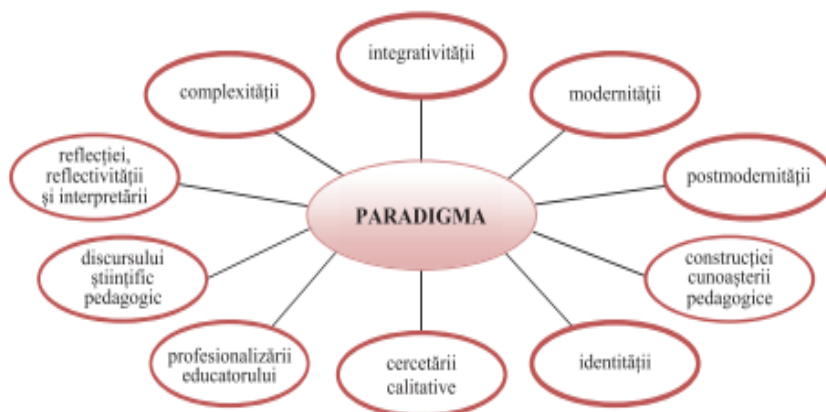 integrativității
complexității
modernității
reflecției,
reflectivității
și interpretării
postmodernității
PARADIGMA
discursului
științific
pedagogic
construcției
cunoașterii
pedagogice
profesionalizării
educatorului
cercetării
calitative
identității